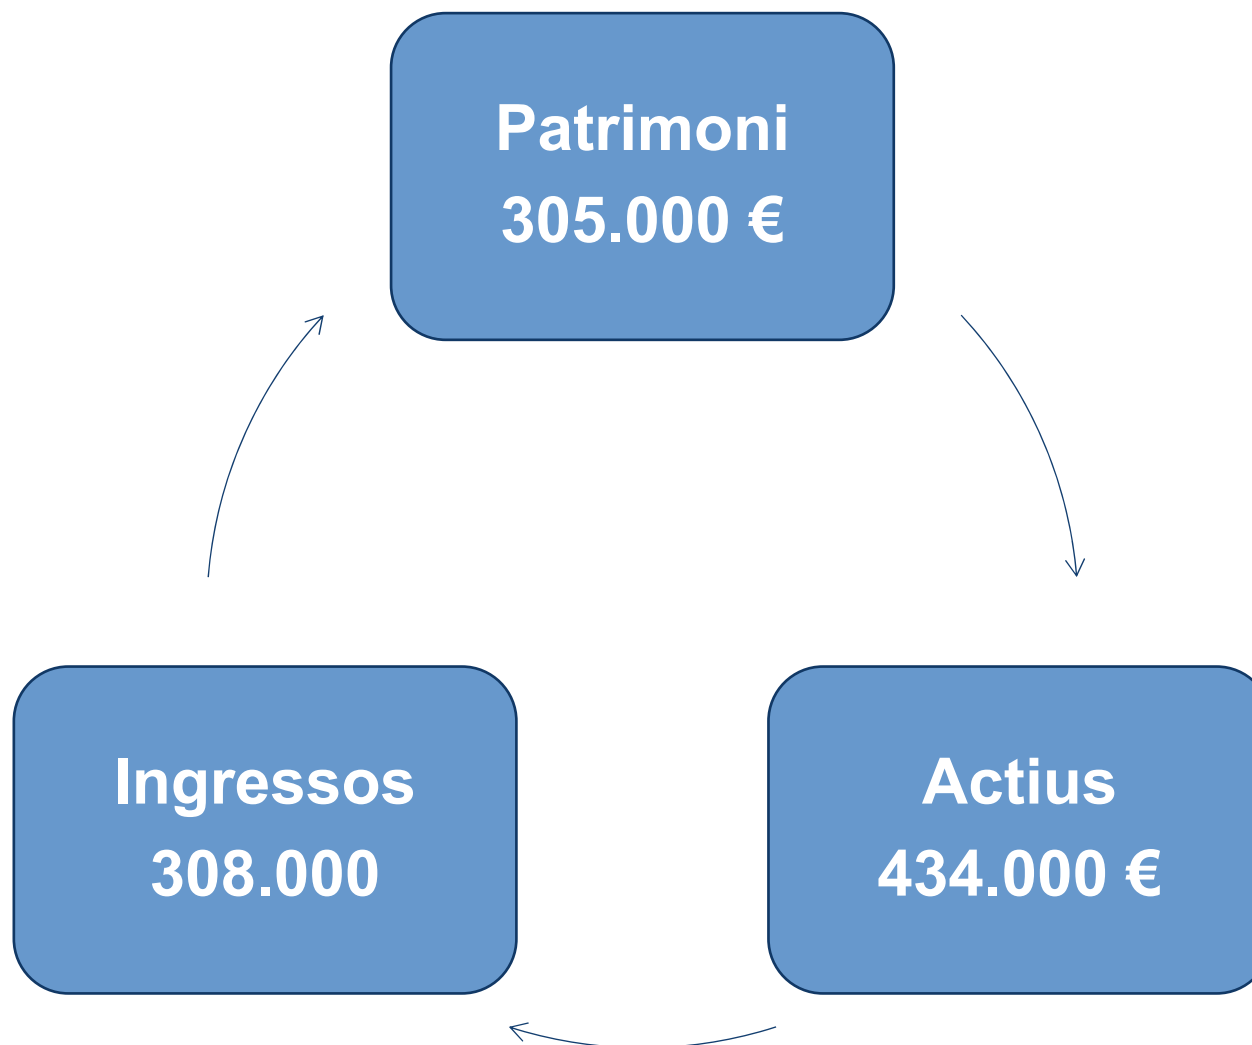 Patrimoni
305.000 €
Ingressos
308.000
Actius
434.000 €